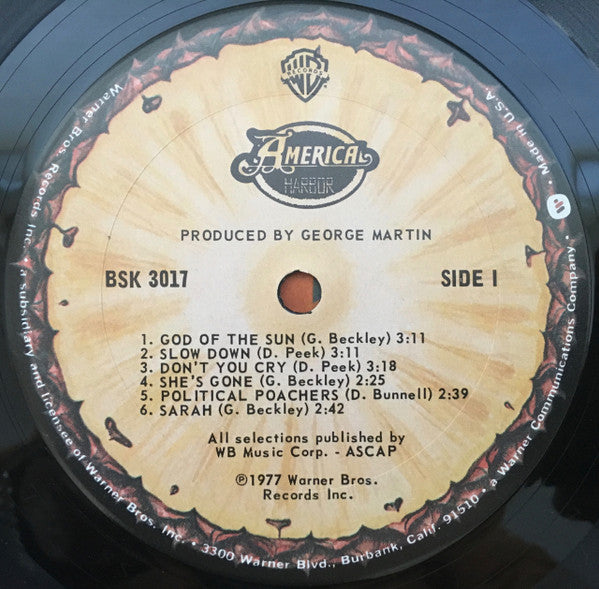 WB
RECORDS
AMERICA
HARBOR
PRODUCED BY GEORGE MARTIN
BSK 3017
SIDE I
1. GOD OF THE SUN (G. Beckley) 3:11
2. SLOW DOWN (D. Peek) 3:11
3. DON'T YOU CRY (D. Peek) 3:18
4. SHE'S GONE (G. Beckley) 2:25
5. POLITICAL POACHERS (D. Bunnell) 2:39
6. SARAH (G. Beckley) 2:42
All selections published by
WB Music Corp. - ASCAP
℗1977 Warner Bros.
Records Inc.
Warner Bros. Records Inc. • a subsidiary and licensee of Warner Bros. Inc. • 3300 Warner Blvd., Burbank, Calif. 91510 • a Warner Communications Company • Made in U.S.A.